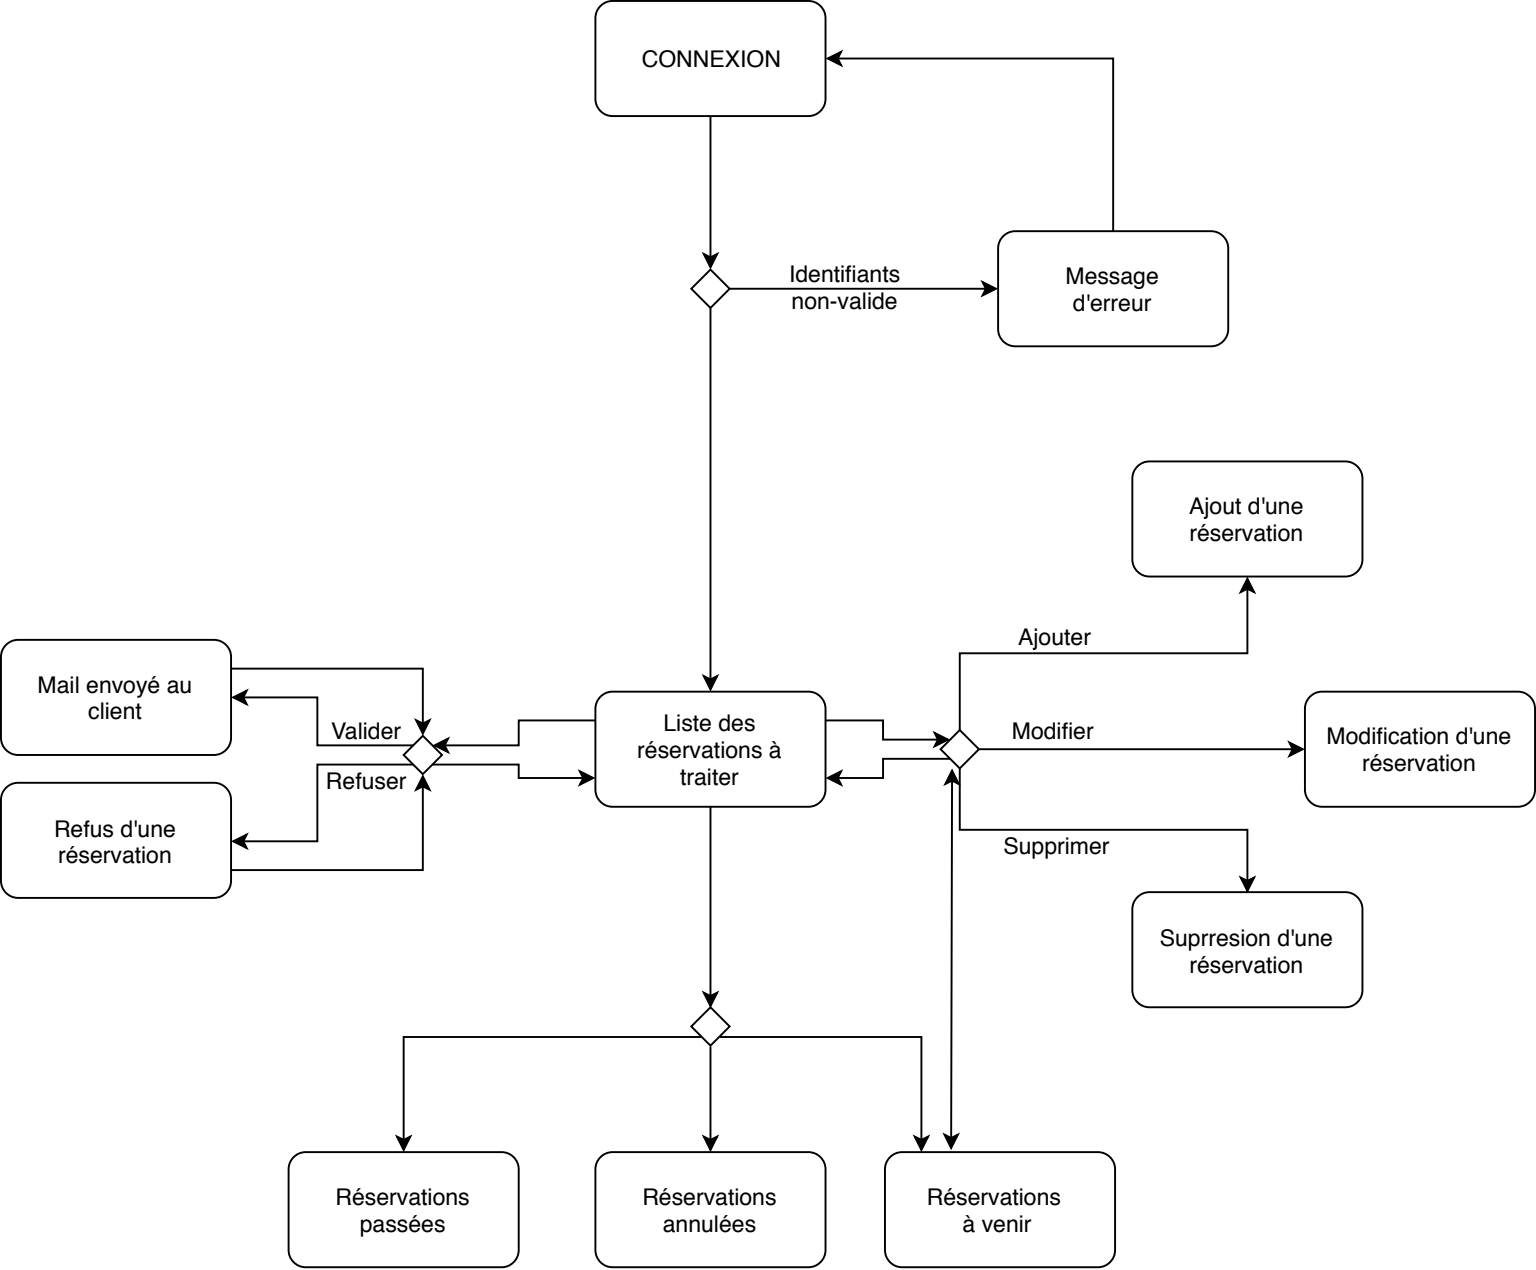 CONNEXION
Identifiants
non-valide
Message
d'erreur
Ajout d'une
réservation
Ajouter
Mail envoyé au
client
Valider
Refuser
Liste des
réservations à
traiter
Modifier
Modification d'une
réservation
Refus d'une
réservation
Supprimer
Suprresion d'une
réservation
Réservations
passées
Réservations
annulées
Réservations
à venir